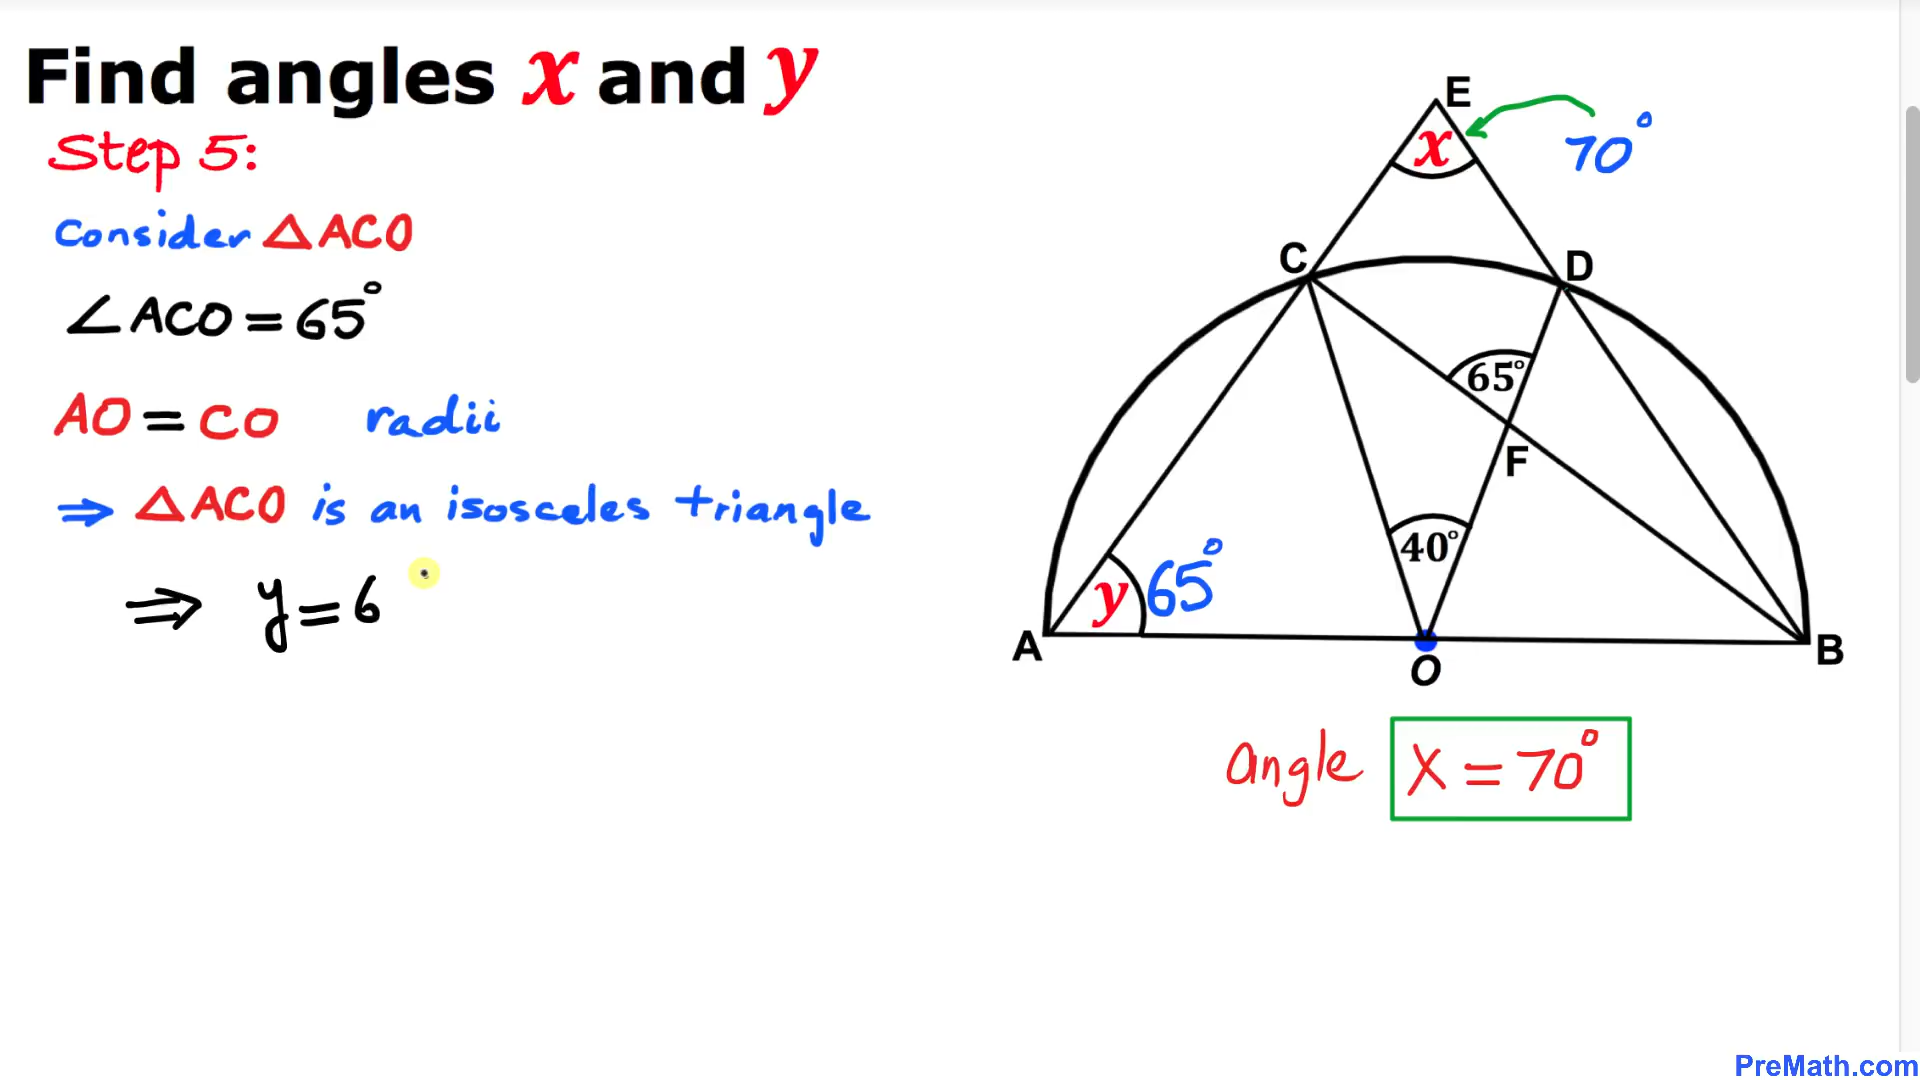 Find angles x and y
Step 5:
Consider △ACO
∠ACO = 65°
AO = CO radii
⇒ △ACO is an isosceles triangle
⇒ y = 6
E
x
70°
C
D
65°
F
40°
y 65°
A
O
B
angle X = 70°
PreMath.com